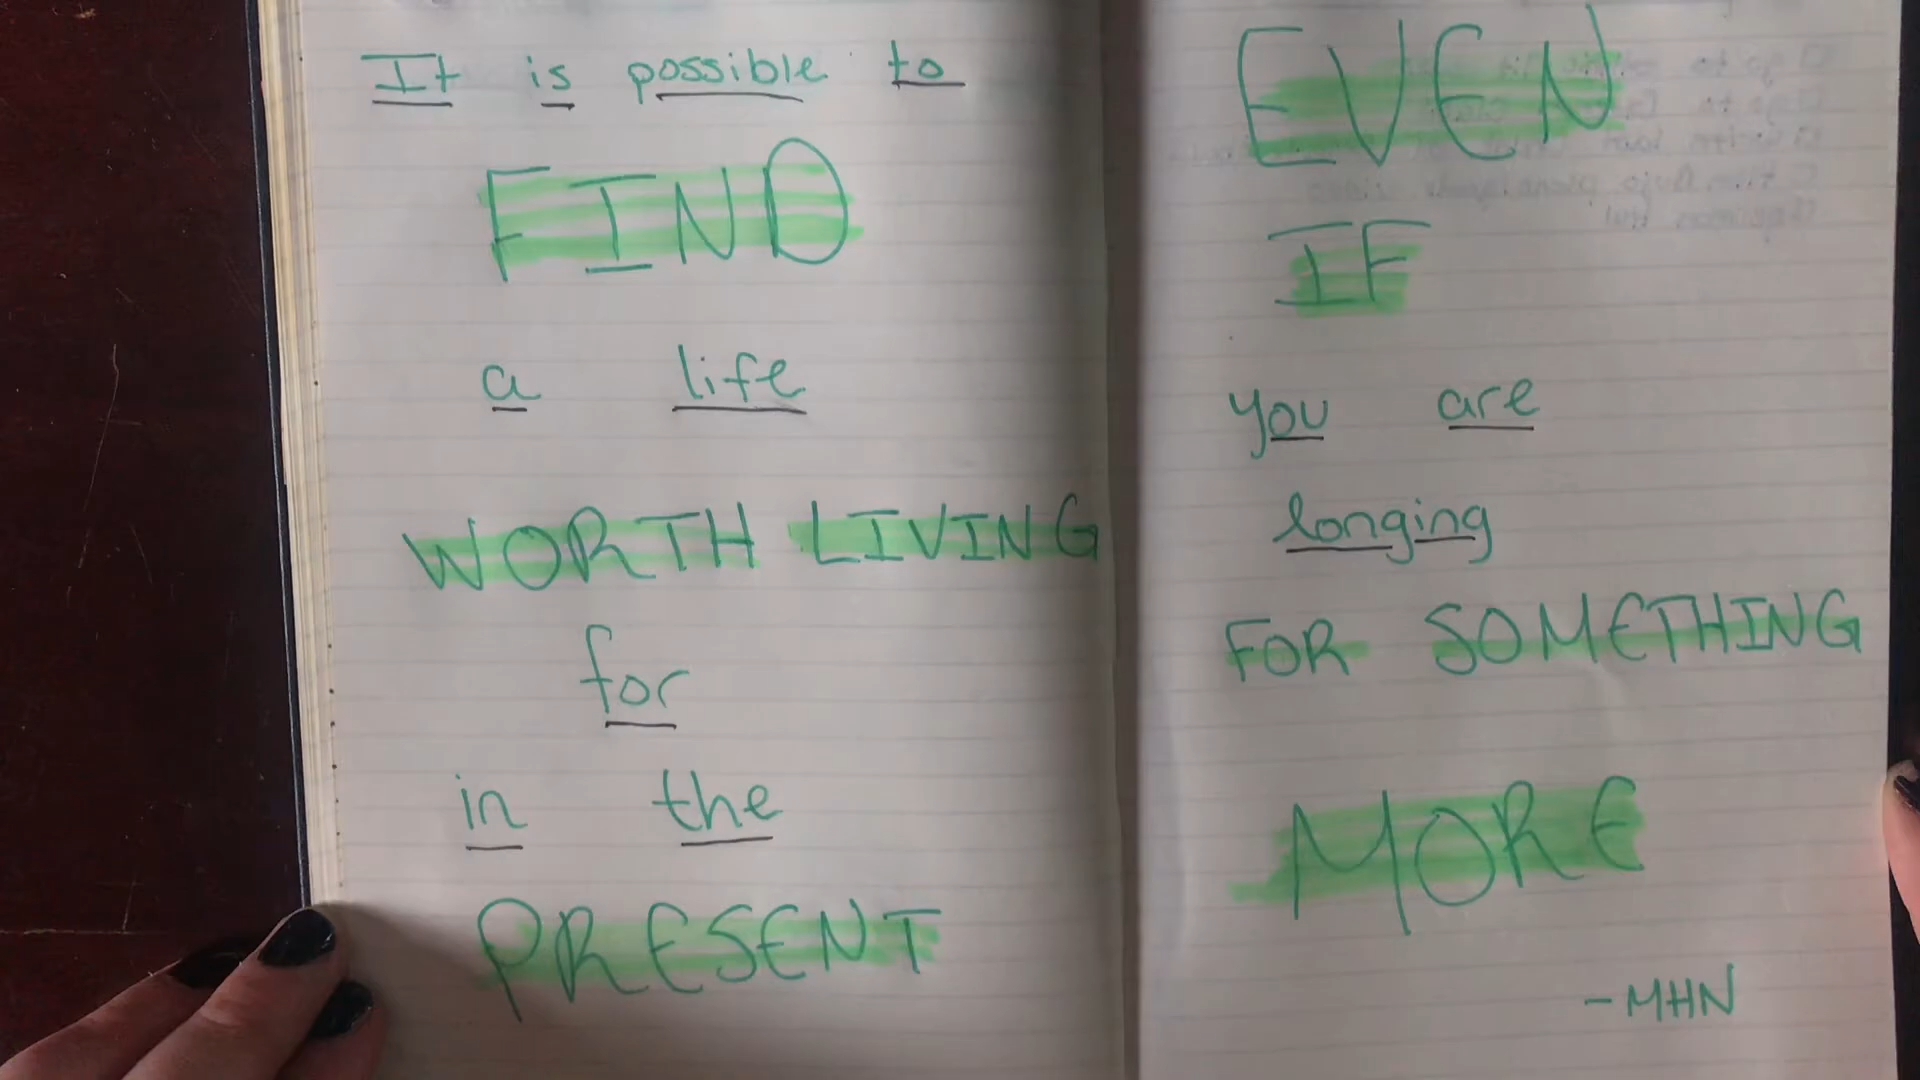 It is possible to
FIND
a life
WORTH LIVING
for
in the
PRESENT
EVEN
IF
you are
longing
FOR SOMETHING
MORE
-MHN